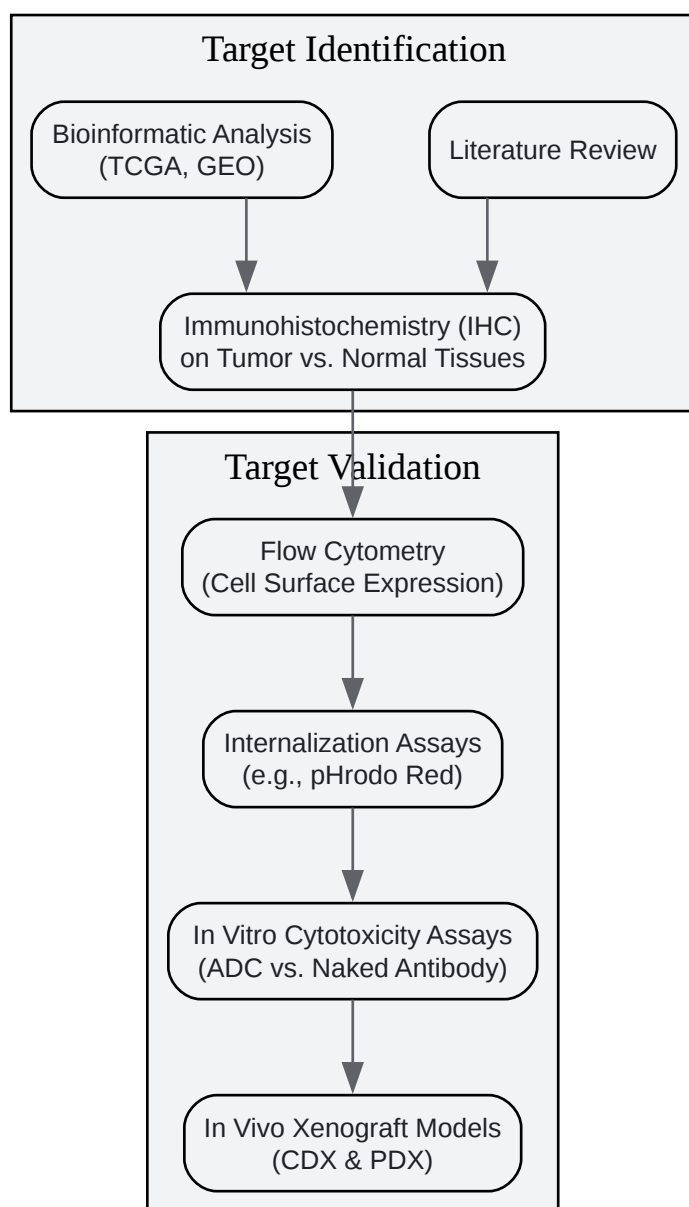 Target Identification
Bioinformatic Analysis
(TCGA, GEO)
Literature Review
Immunohistochemistry (IHC)
on Tumor vs. Normal Tissues
Target Validation
Flow Cytometry
(Cell Surface Expression)
Internalization Assays
(e.g., pHrodo Red)
In Vitro Cytotoxicity Assays
(ADC vs. Naked Antibody)
In Vivo Xenograft Models
(CDX & PDX)